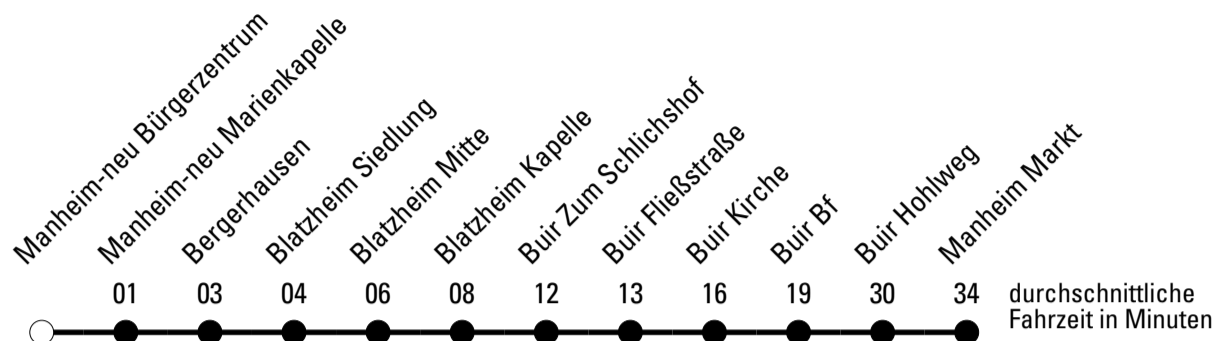 Manheim-neu Bürgerzentrum
Manheim-neu Marienkapelle
Bergerhausen
Blatzheim Siedlung
Blatzheim Mitte
Blatzheim Kapelle
Buir Zum Schlichshof
Buir Fließstraße
Buir Kirche
Buir Bf
Buir Hohlweg
Manheim Markt
01 03 04 06 08 12 13 16 19 30 34
durchschnittliche
Fahrzeit in Minuten